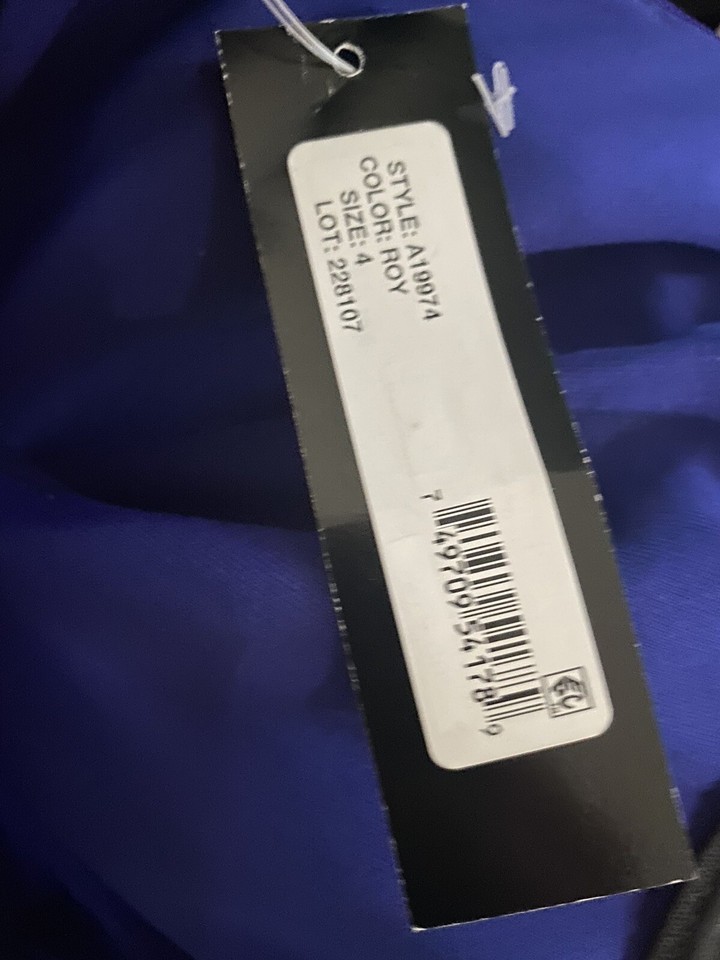 STYLE: A19974
COLOR: ROY
SIZE: 4
LOT: 228107
7 49709 54178 9